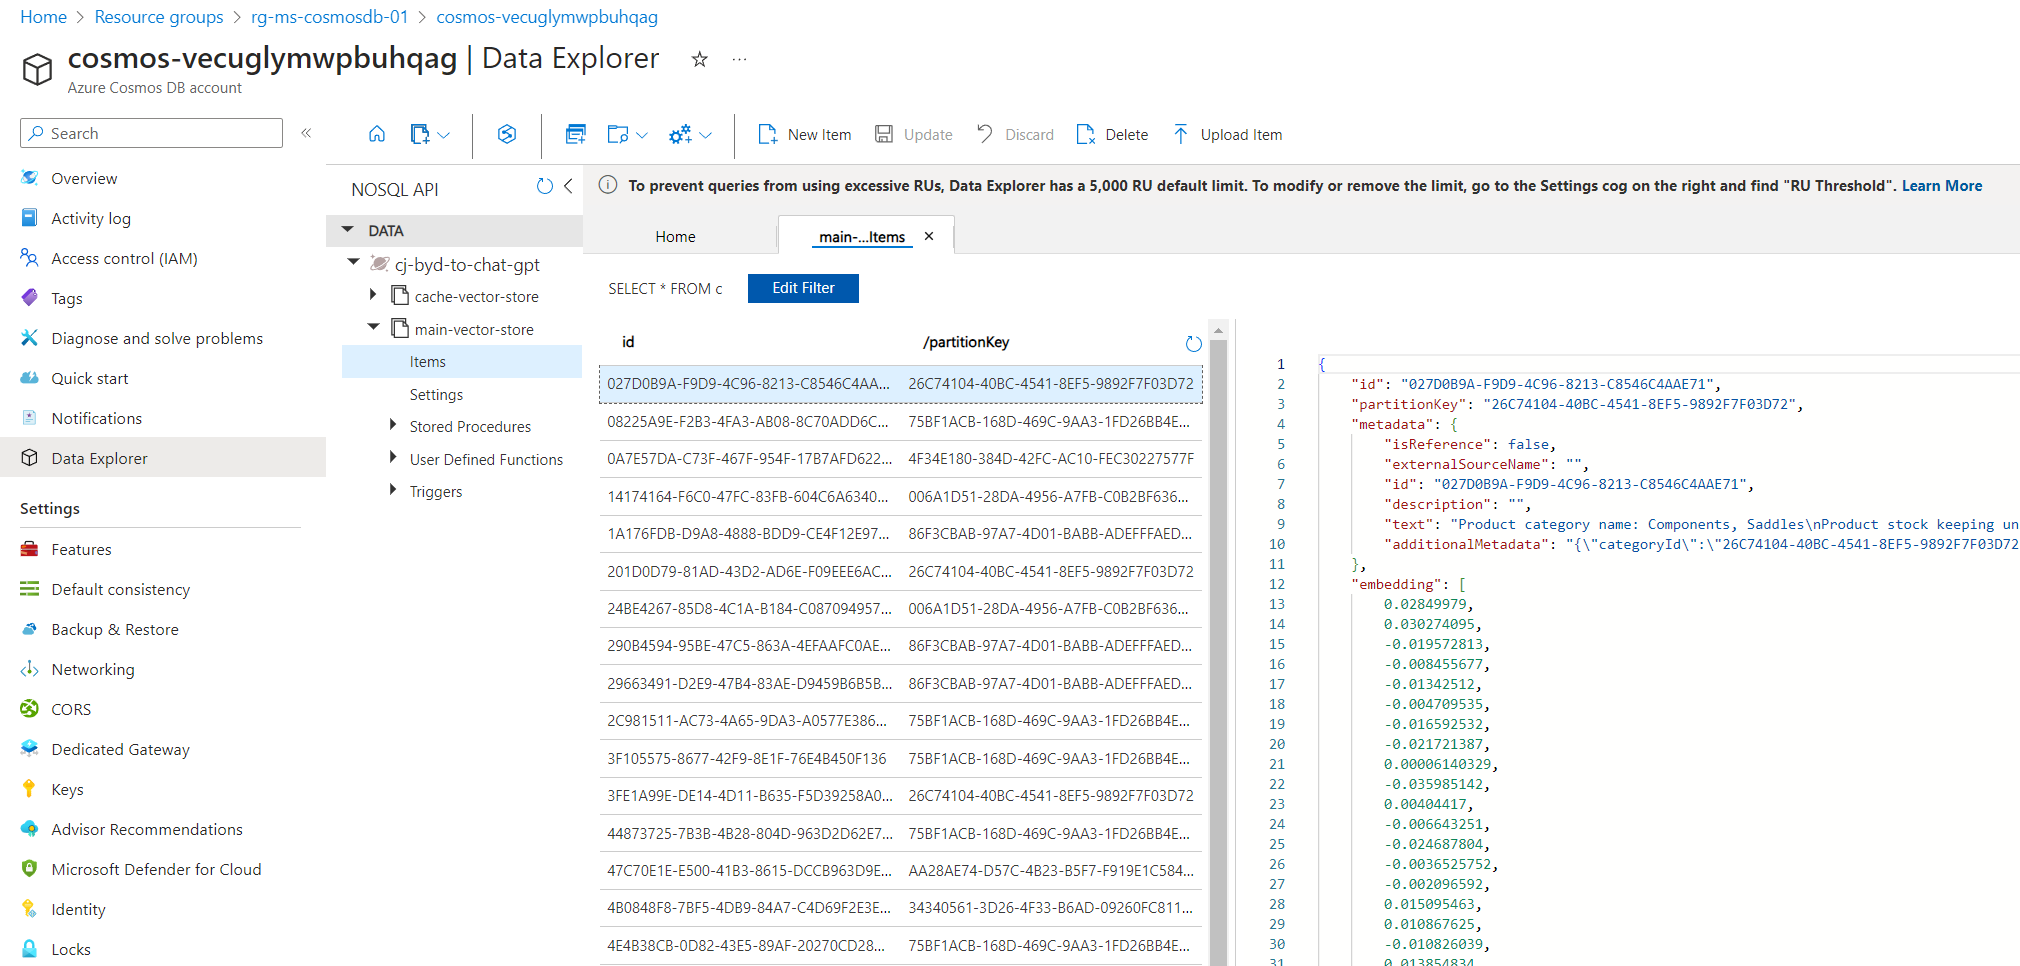 Home > Resource groups > rg-ms-cosmosdb-01 > cosmos-vecuglymwpbuhqag
cosmos-vecuglymwpbuhqag | Data Explorer
Azure Cosmos DB account
Search
Overview
Activity log
Access control (IAM)
Tags
Diagnose and solve problems
Quick start
Notifications
Data Explorer
Settings
Features
Default consistency
Backup & Restore
Networking
CORS
Dedicated Gateway
Keys
Advisor Recommendations
Microsoft Defender for Cloud
Identity
Locks
New Item Update Discard Delete Upload Item
NOSQL API
DATA
cj-byd-to-chat-gpt
cache-vector-store
main-vector-store
Items
Settings
Stored Procedures
User Defined Functions
Triggers
To prevent queries from using excessive RUs, Data Explorer has a 5,000 RU default limit. To modify or remove the limit, go to the Settings cog on the right and find "RU Threshold". Learn More
Home main-...Items
SELECT * FROM c Edit Filter
id /partitionKey
027D0B9A-F9D9-4C96-8213-C8546C4AA... 26C74104-40BC-4541-8EF5-9892F7F03D72
08225A9E-F2B3-4FA3-AB08-8C70ADD6C... 75BF1ACB-168D-469C-9AA3-1FD26BB4E...
0A7E57DA-C73F-467F-954F-17B7AFD622... 4F34E180-384D-42FC-AC10-FEC30227577F
14174164-F6C0-47FC-83FB-604C6A6340... 006A1D51-28DA-4956-A7FB-C0B2BF636...
1A176FDB-D9A8-4888-BDD9-CE4F12E97... 86F3CBAB-97A7-4D01-BABB-ADEFFFAED...
201D0D79-81AD-43D2-AD6E-F09EEE6AC... 26C74104-40BC-4541-8EF5-9892F7F03D72
24BE4267-85D8-4C1A-B184-C087094957... 006A1D51-28DA-4956-A7FB-C0B2BF636...
290B4594-95BE-47C5-863A-4EFAAFC0AE... 86F3CBAB-97A7-4D01-BABB-ADEFFFAED...
29663491-D2E9-47B4-83AE-D9459B6B5B... 86F3CBAB-97A7-4D01-BABB-ADEFFFAED...
2C981511-AC73-4A65-9DA3-A0577E386... 75BF1ACB-168D-469C-9AA3-1FD26BB4E...
3F105575-8677-42F9-8E1F-76E4B450F136 75BF1ACB-168D-469C-9AA3-1FD26BB4E...
3FE1A99E-DE14-4D11-B635-F5D39258A0... 26C74104-40BC-4541-8EF5-9892F7F03D72
44873725-7B3B-4B28-804D-963D2D62E7... 75BF1ACB-168D-469C-9AA3-1FD26BB4E...
47C70E1E-E500-41B3-8615-DCCB963D9E... AA28AE74-D57C-4B23-B5F7-F919E1C584...
4B0848F8-7BF5-4DB9-84A7-C4D69F2E3E... 34340561-3D26-4F33-B6AD-09260FC811...
4E4B38CB-0D82-43E5-89AF-20270CD28... 75BF1ACB-168D-469C-9AA3-1FD26BB4E...
1 {
2 "id": "027D0B9A-F9D9-4C96-8213-C8546C4AAE71",
3 "partitionKey": "26C74104-40BC-4541-8EF5-9892F7F03D72",
4 "metadata": {
5 "isReference": false,
6 "externalSourceName": "",
7 "id": "027D0B9A-F9D9-4C96-8213-C8546C4AAE71",
8 "description": "",
9 "text": "Product category name: Components, Saddles\nProduct stock keeping un
10 "additionalMetadata": "{\"categoryId\":\"26C74104-40BC-4541-8EF5-9892F7F03D72
11 },
12 "embedding": [
13 0.02849979,
14 0.030274095,
15 -0.019572813,
16 -0.008455677,
17 -0.01342512,
18 -0.004709535,
19 -0.016592532,
20 -0.021721387,
21 0.00006140329,
22 -0.035985142,
23 0.00404417,
24 -0.006643251,
25 -0.024687804,
26 -0.0036525752,
27 -0.002096592,
28 0.015095463,
29 0.010867625,
30 -0.010826039,
31 0.013854834